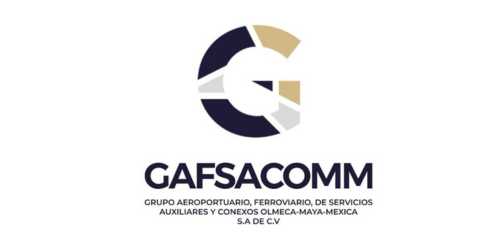 GAFSACOMM
GRUPO AEROPORTUARIO, FERROVIARIO, DE SERVICIOS
AUXILIARES Y CONEXOS OLMECA-MAYA-MEXICA
S.A DE C.V